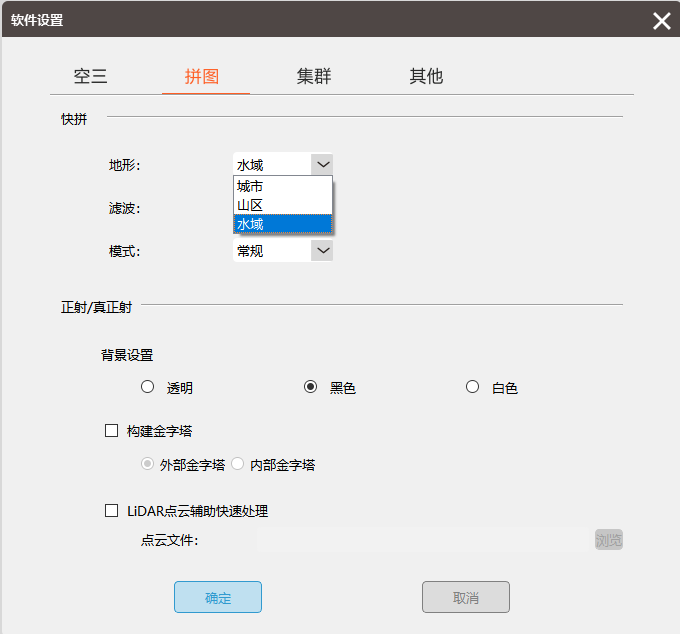 软件设置
空三 拼图 集群 其他
快拼
地形: 水域
城市
滤波:
山区
水域
模式: 常规
正射/真正射
背景设置
透明 黑色 白色
构建金字塔
外部金字塔 内部金字塔
LiDAR点云辅助快速处理
点云文件: 浏览
确定 取消